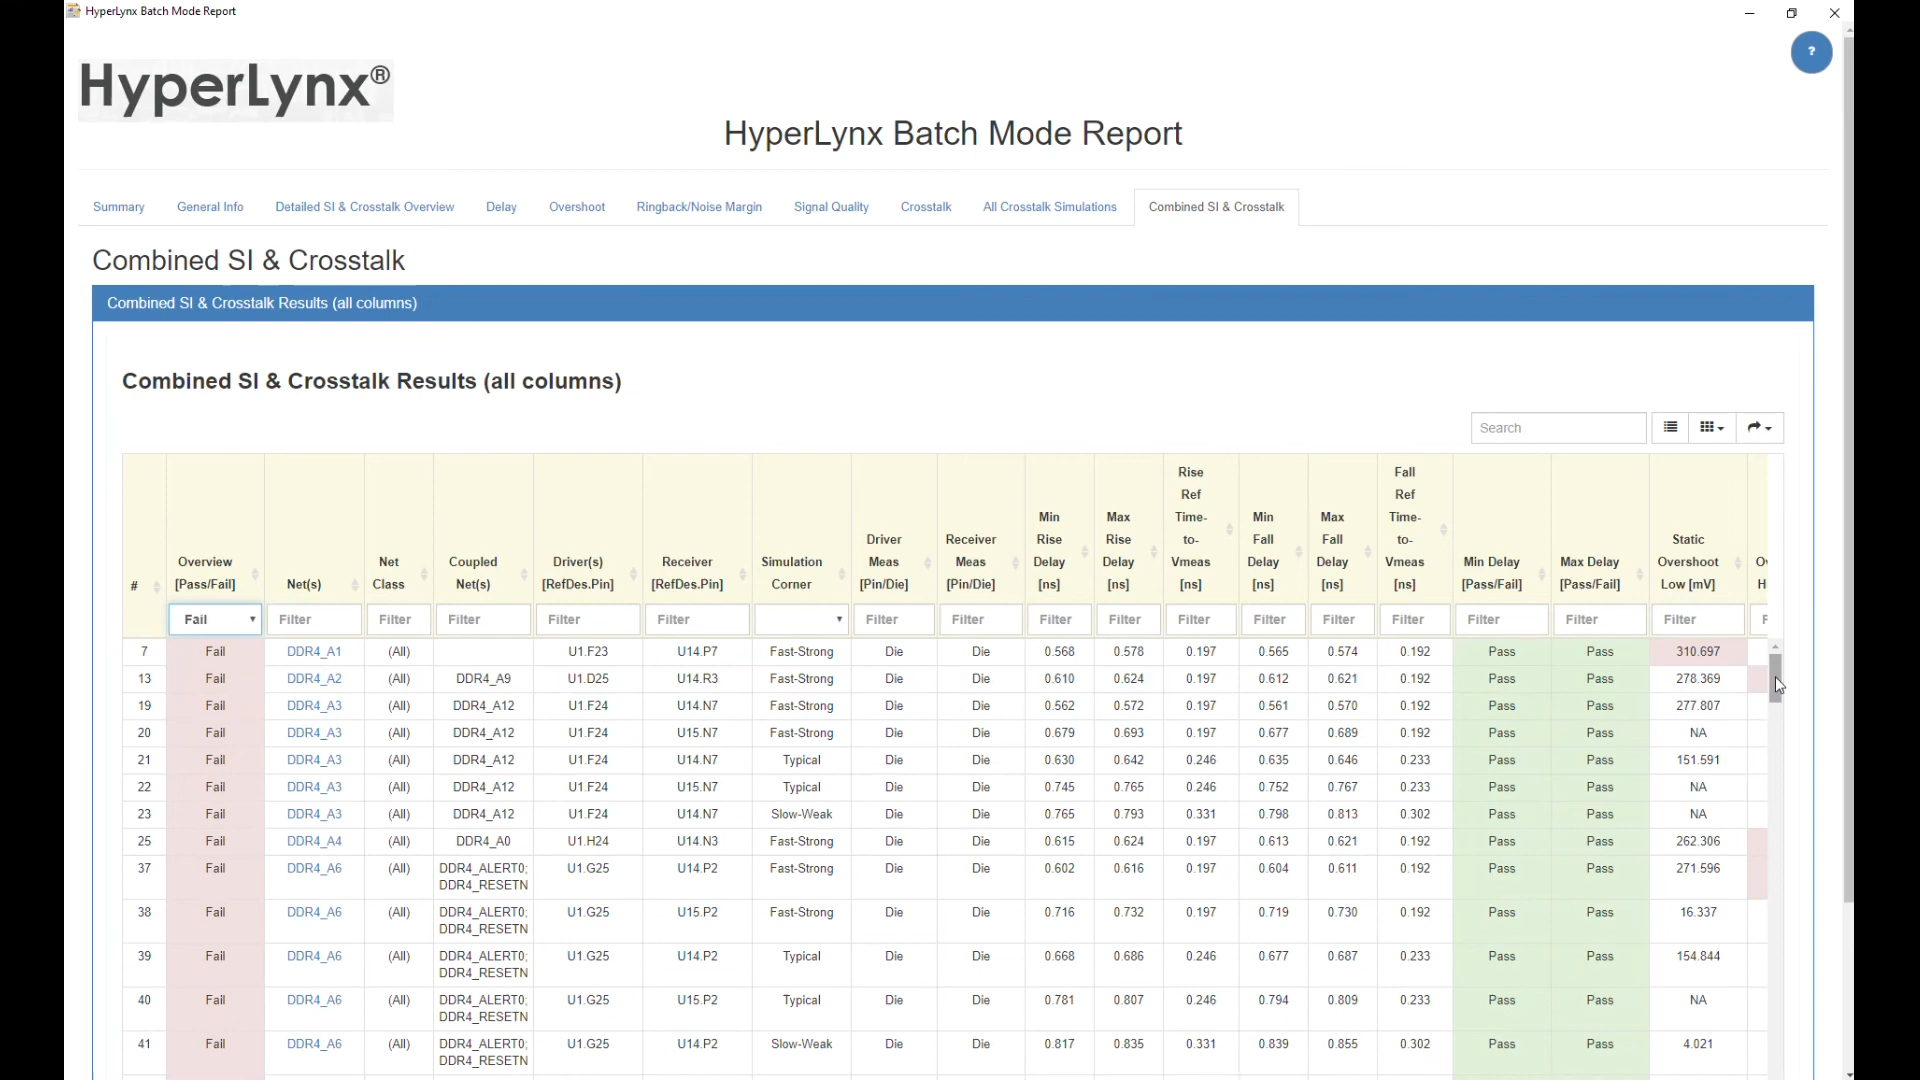 HyperLynx Batch Mode Report
?
HyperLynx®
HyperLynx Batch Mode Report
Summary General Info Detailed SI & Crosstalk Overview Delay Overshoot Ringback/Noise Margin Signal Quality Crosstalk All Crosstalk Simulations Combined SI & Crosstalk
Combined SI & Crosstalk
Combined SI & Crosstalk Results (all columns)
Combined SI & Crosstalk Results (all columns)
Search
# Overview [Pass/Fail] Net(s) Net Class Coupled Net(s) Driver(s) [RefDes.Pin] Receiver [RefDes.Pin] Simulation Corner Driver Meas [Pin/Die] Receiver Meas [Pin/Die] Min Rise Delay [ns] Max Rise Delay [ns] Rise Ref Time-to-Vmeas [ns] Min Fall Delay [ns] Max Fall Delay [ns] Fall Ref Time-to-Vmeas [ns] Min Delay [Pass/Fail] Max Delay [Pass/Fail] Static Overshoot Low [mV]
Fail Filter Filter Filter Filter Filter Filter Filter Filter Filter Filter Filter Filter Filter Filter Filter Filter
7 Fail DDR4_A1 (All) U1.F23 U14.P7 Fast-Strong Die Die 0.568 0.578 0.197 0.565 0.574 0.192 Pass Pass 310.697
13 Fail DDR4_A2 (All) DDR4_A9 U1.D25 U14.R3 Fast-Strong Die Die 0.610 0.624 0.197 0.612 0.621 0.192 Pass Pass 278.369
19 Fail DDR4_A3 (All) DDR4_A12 U1.F24 U14.N7 Fast-Strong Die Die 0.562 0.572 0.197 0.561 0.570 0.192 Pass Pass 277.807
20 Fail DDR4_A3 (All) DDR4_A12 U1.F24 U15.N7 Fast-Strong Die Die 0.679 0.693 0.197 0.677 0.689 0.192 Pass Pass NA
21 Fail DDR4_A3 (All) DDR4_A12 U1.F24 U14.N7 Typical Die Die 0.630 0.642 0.246 0.635 0.646 0.233 Pass Pass 151.591
22 Fail DDR4_A3 (All) DDR4_A12 U1.F24 U15.N7 Typical Die Die 0.745 0.765 0.246 0.752 0.767 0.233 Pass Pass NA
23 Fail DDR4_A3 (All) DDR4_A12 U1.F24 U14.N7 Slow-Weak Die Die 0.765 0.793 0.331 0.798 0.813 0.302 Pass Pass NA
25 Fail DDR4_A4 (All) DDR4_A0 U1.H24 U14.N3 Fast-Strong Die Die 0.615 0.624 0.197 0.613 0.621 0.192 Pass Pass 262.306
37 Fail DDR4_A6 (All) DDR4_ALERT0; U1.G25 U14.P2 Fast-Strong Die Die 0.602 0.616 0.197 0.604 0.611 0.192 Pass Pass 271.596
DDR4_RESETN
38 Fail DDR4_A6 (All) DDR4_ALERT0; U1.G25 U15.P2 Fast-Strong Die Die 0.716 0.732 0.197 0.719 0.730 0.192 Pass Pass 16.337
DDR4_RESETN
39 Fail DDR4_A6 (All) DDR4_ALERT0; U1.G25 U14.P2 Typical Die Die 0.668 0.686 0.246 0.677 0.687 0.233 Pass Pass 154.844
DDR4_RESETN
40 Fail DDR4_A6 (All) DDR4_ALERT0; U1.G25 U15.P2 Typical Die Die 0.781 0.807 0.246 0.794 0.809 0.233 Pass Pass NA
DDR4_RESETN
41 Fail DDR4_A6 (All) DDR4_ALERT0; U1.G25 U14.P2 Slow-Weak Die Die 0.817 0.835 0.331 0.839 0.855 0.302 Pass Pass 4.021
DDR4_RESETN